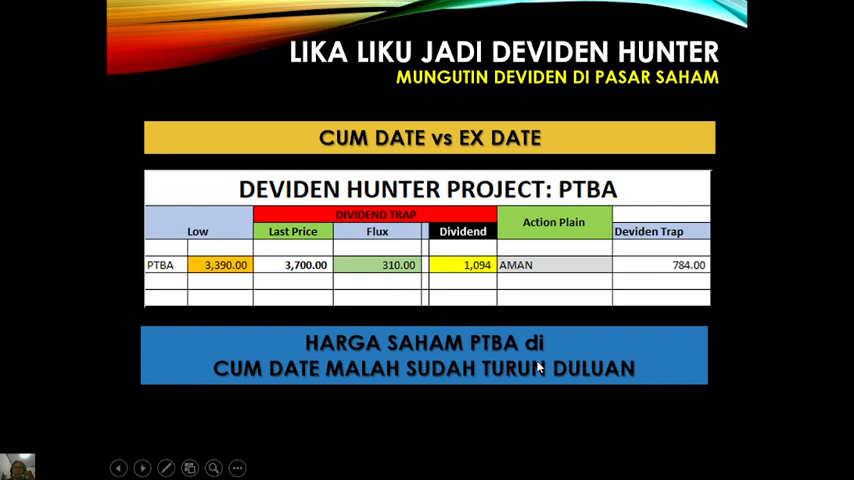 LIKA LIKU JADI DEVIDEN HUNTER
MUNGUTIN DEVIDEN DI PASAR SAHAM
CUM DATE vs EX DATE
DEVIDEN HUNTER PROJECT: PTBA
DIVIDEND TRAP
Low Last Price Flux Dividend Action Plain Deviden Trap
PTBA 3,390.00 3,700.00 310.00 1,094 AMAN 784.00
HARGA SAHAM PTBA di
CUM DATE MALAH SUDAH TURUN DULUAN